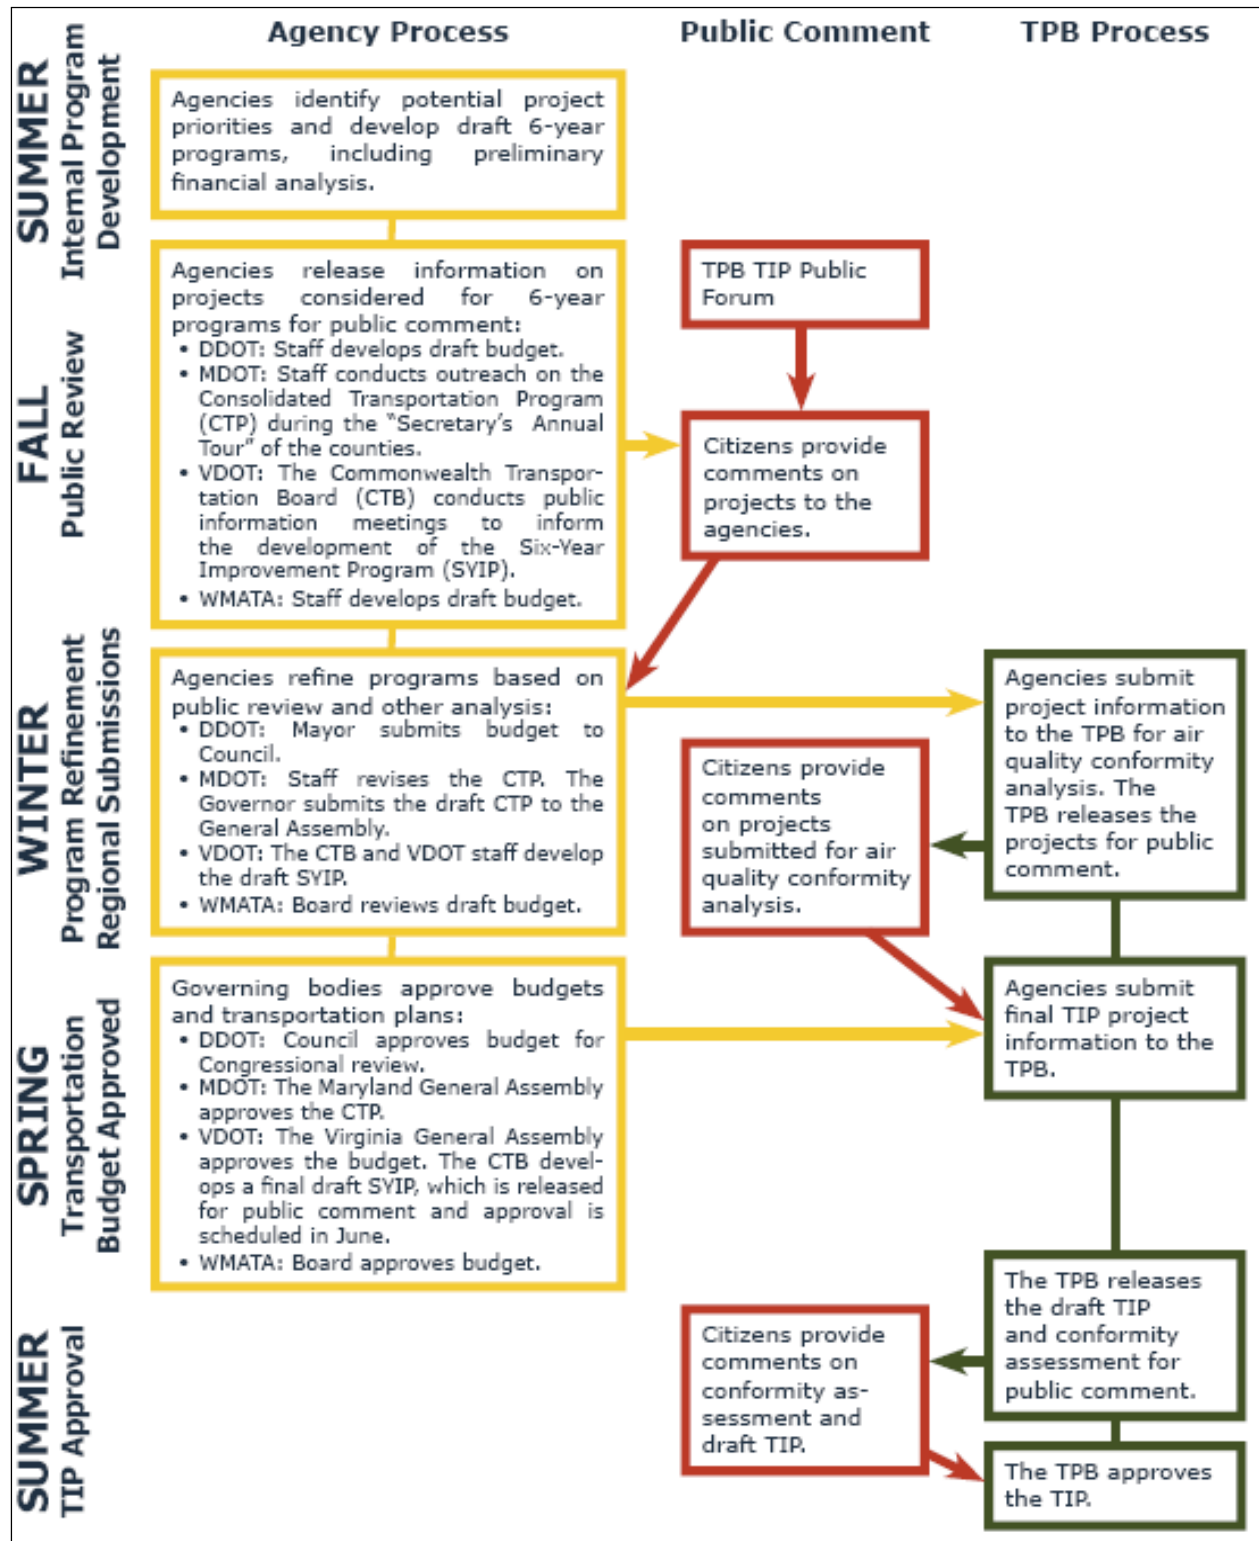 Agency Process
Public Comment
TPB Process
SUMMER
Internal Program
Development
Agencies identify potential project
priorities and develop draft 6-year
programs, including preliminary
financial analysis.
FALL
Public Review
Agencies release information on
projects considered for 6-year
programs for public comment:
• DDOT: Staff develops draft budget.
• MDOT: Staff conducts outreach on the
Consolidated Transportation Program
(CTP) during the “Secretary’s Annual
Tour” of the counties.
• VDOT: The Commonwealth Transpor-
tation Board (CTB) conducts public
information meetings to inform
the development of the Six-Year
Improvement Program (SYIP).
• WMATA: Staff develops draft budget.
TPB TIP Public
Forum
Citizens provide
comments on
projects to the
agencies.
WINTER
Program Refinement
Regional Submissions
Agencies refine programs based on
public review and other analysis:
• DDOT: Mayor submits budget to
Council.
• MDOT: Staff revises the CTP. The
Governor submits the draft CTP to the
General Assembly.
• VDOT: The CTB and VDOT staff develop
the draft SYIP.
• WMATA: Board reviews draft budget.
Citizens provide
comments
on projects
submitted for air
quality conformity
analysis.
Agencies submit
project information
to the TPB for air
quality conformity
analysis. The
TPB releases the
projects for public
comment.
SPRING
Transportation
Budget Approved
Governing bodies approve budgets
and transportation plans:
• DDOT: Council approves budget for
Congressional review.
• MDOT: The Maryland General Assembly
approves the CTP.
• VDOT: The Virginia General Assembly
approves the budget. The CTB devel-
ops a final draft SYIP, which is released
for public comment and approval is
scheduled in June.
• WMATA: Board approves budget.
Agencies submit
final TIP project
information to the
TPB.
SUMMER
TIP Approval
Citizens provide
comments on
conformity as-
sessment and
draft TIP.
The TPB releases
the draft TIP
and conformity
assessment for
public comment.
The TPB approves
the TIP.